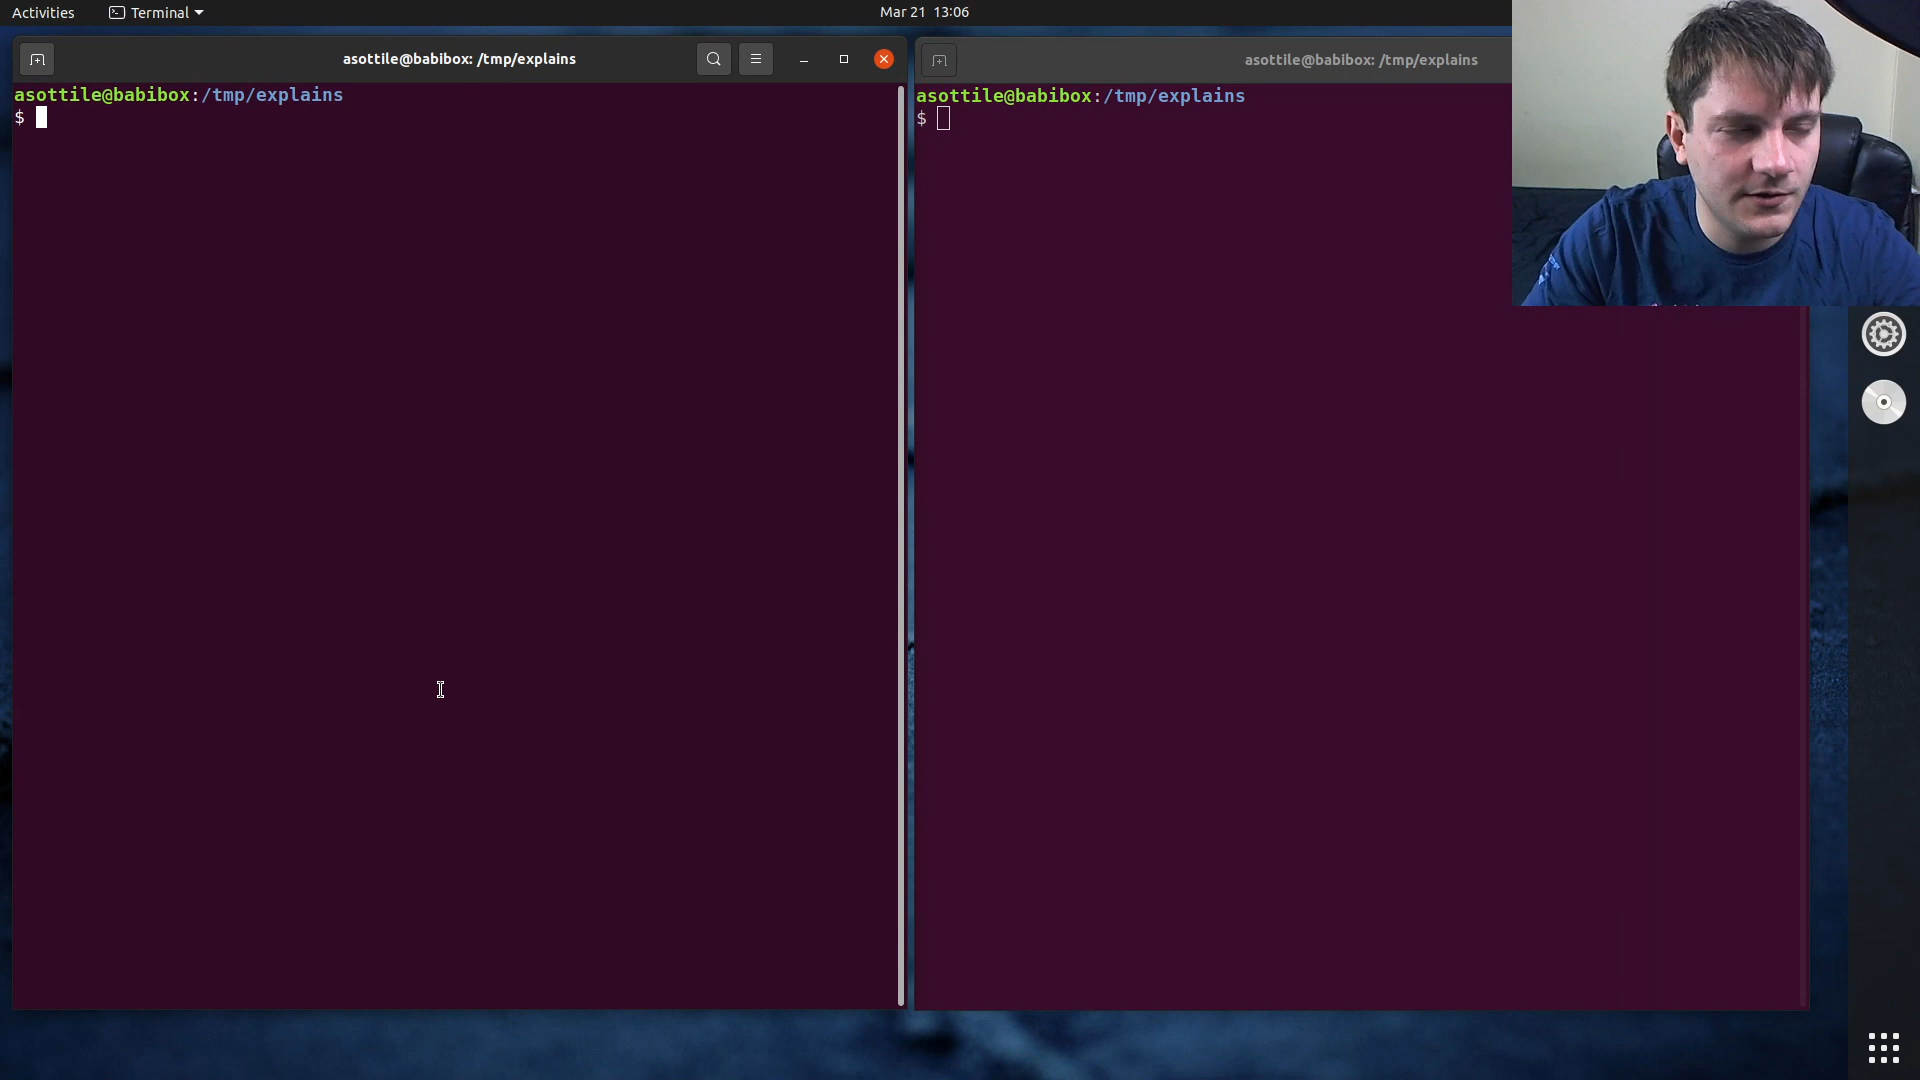 Activities Terminal Mar 21 13:06
asottile@babibox: /tmp/explains
asottile@babibox:/tmp/explains
$
asottile@babibox: /tmp/explains
asottile@babibox:/tmp/explains
$